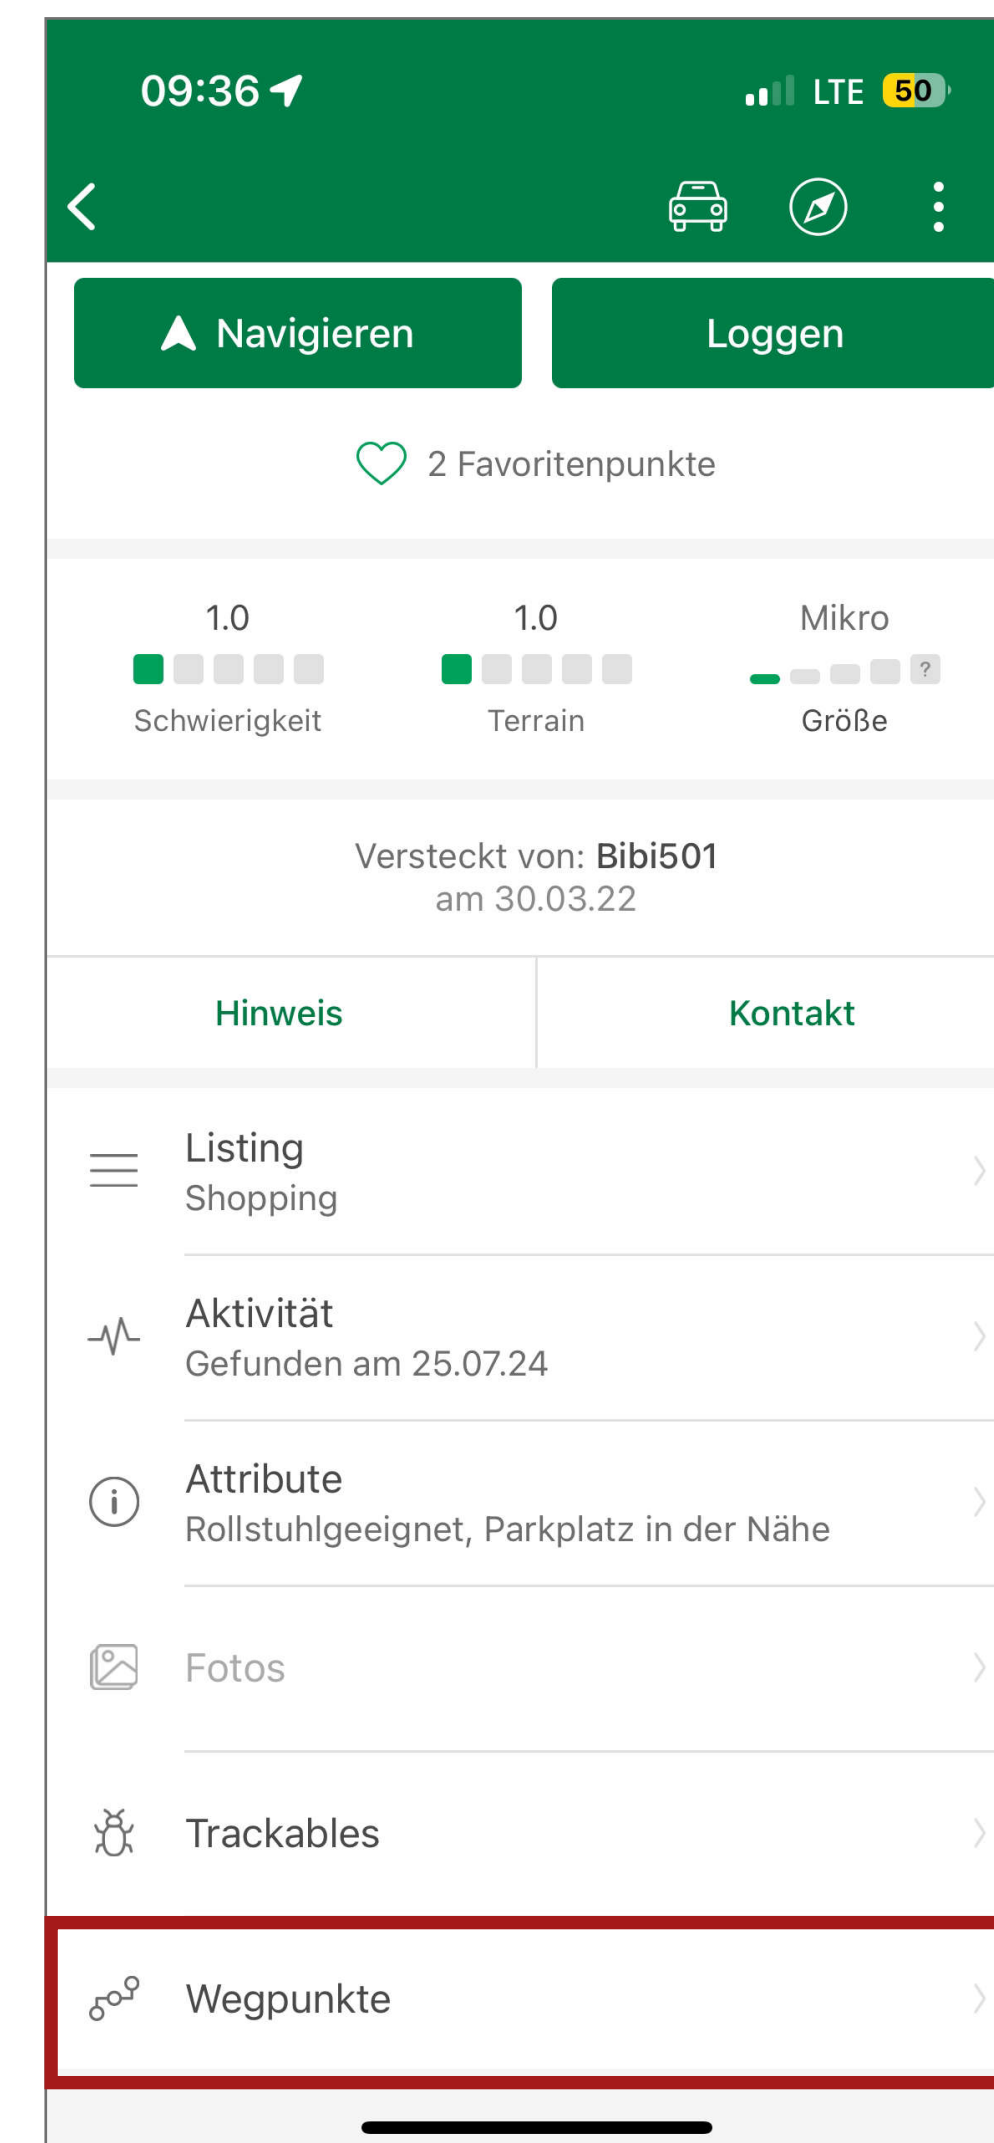 09:36 LTE 50
Navigieren Loggen
2 Favoritenpunkte
1.0 1.0 Mikro
?
Schwierigkeit Terrain Größe
Versteckt von: Bibi501
am 30.03.22
Hinweis Kontakt
Listing
Shopping
Aktivität
Gefunden am 25.07.24
Attribute
Rollstuhlgeeignet, Parkplatz in der Nähe
Fotos
Trackables
Wegpunkte